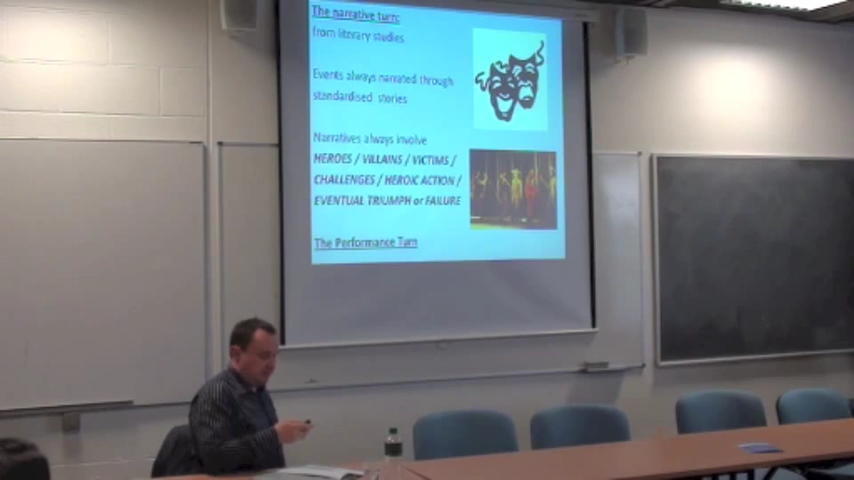 The narrative turn:
from literary studies
Events always narrated through
standardised stories
Narratives always involve
HEROES / VILLAINS / VICTIMS /
CHALLENGES / HEROIC ACTION /
EVENTUAL TRIUMPH or FAILURE
The Performance Turn